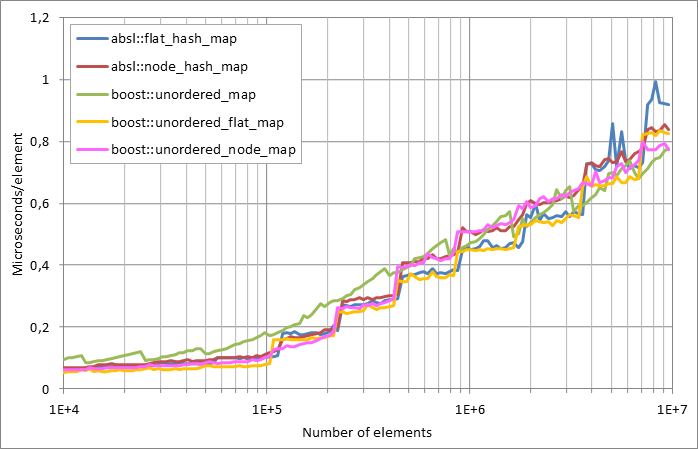 1,2
1
0,8
0,6
0,4
0,2
0
Microseconds/element
absl::flat_hash_map
absl::node_hash_map
boost::unordered_map
boost::unordered_flat_map
boost::unordered_node_map
1E+4
1E+5
1E+6
1E+7
Number of elements